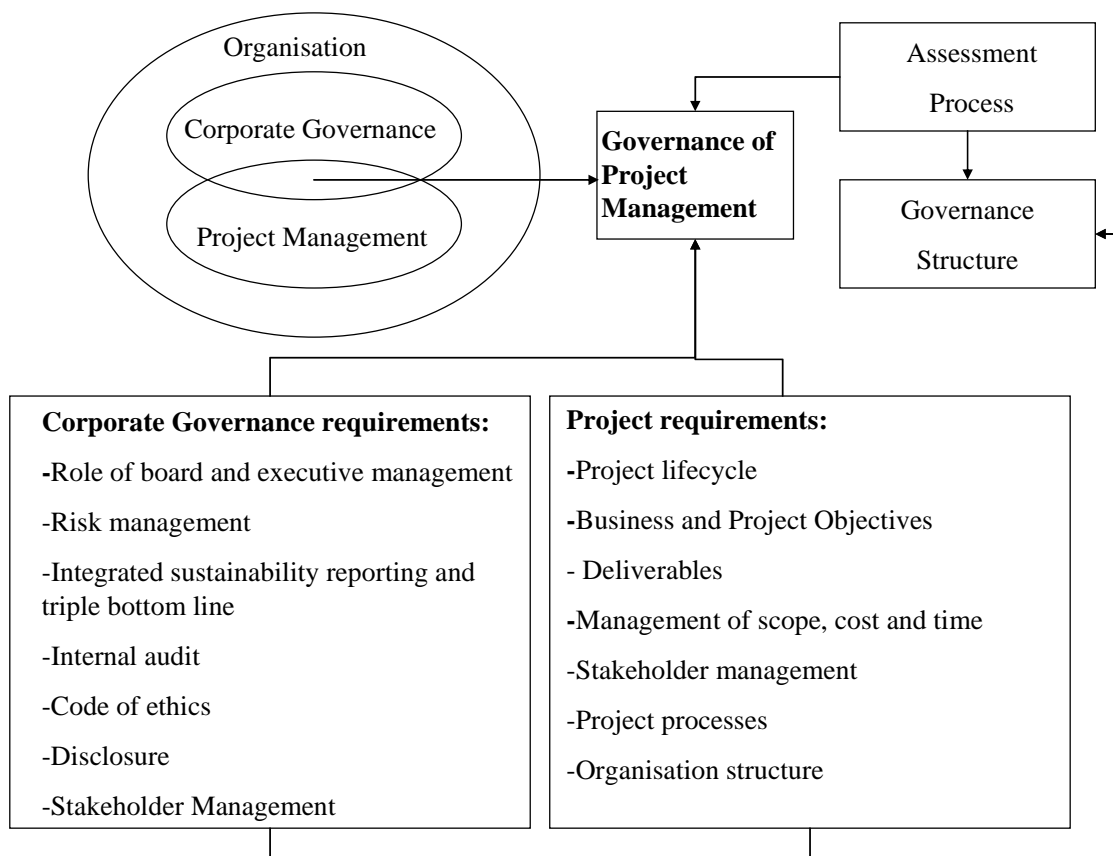 Organisation
Corporate Governance
Project Management
Governance of
Project
Management
Assessment
Process
Governance
Structure
Corporate Governance requirements:
-Role of board and executive management
-Risk management
-Integrated sustainability reporting and
triple bottom line
-Internal audit
-Code of ethics
-Disclosure
-Stakeholder Management
Project requirements:
-Project lifecycle
-Business and Project Objectives
- Deliverables
-Management of scope, cost and time
-Stakeholder management
-Project processes
-Organisation structure